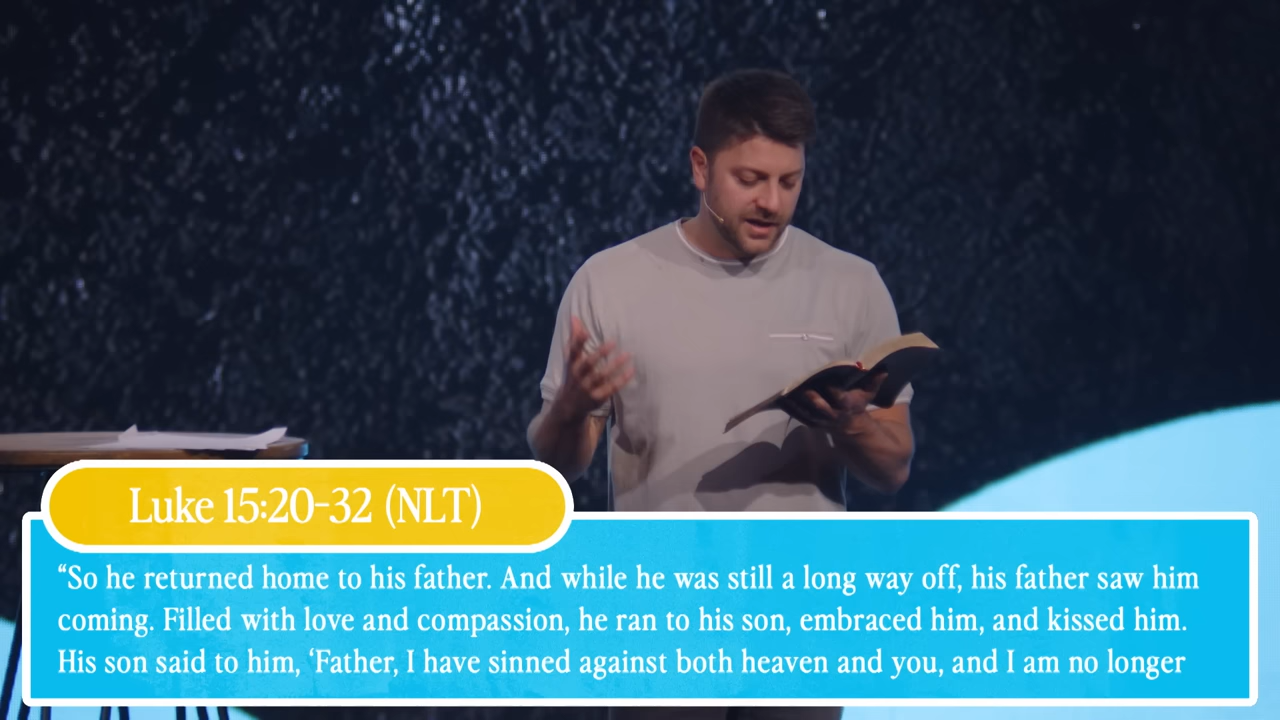 Luke 15:20-32 (NLT)
“So he returned home to his father. And while he was still a long way off, his father saw him
coming. Filled with love and compassion, he ran to his son, embraced him, and kissed him.
His son said to him, ‘Father, I have sinned against both heaven and you, and I am no longer